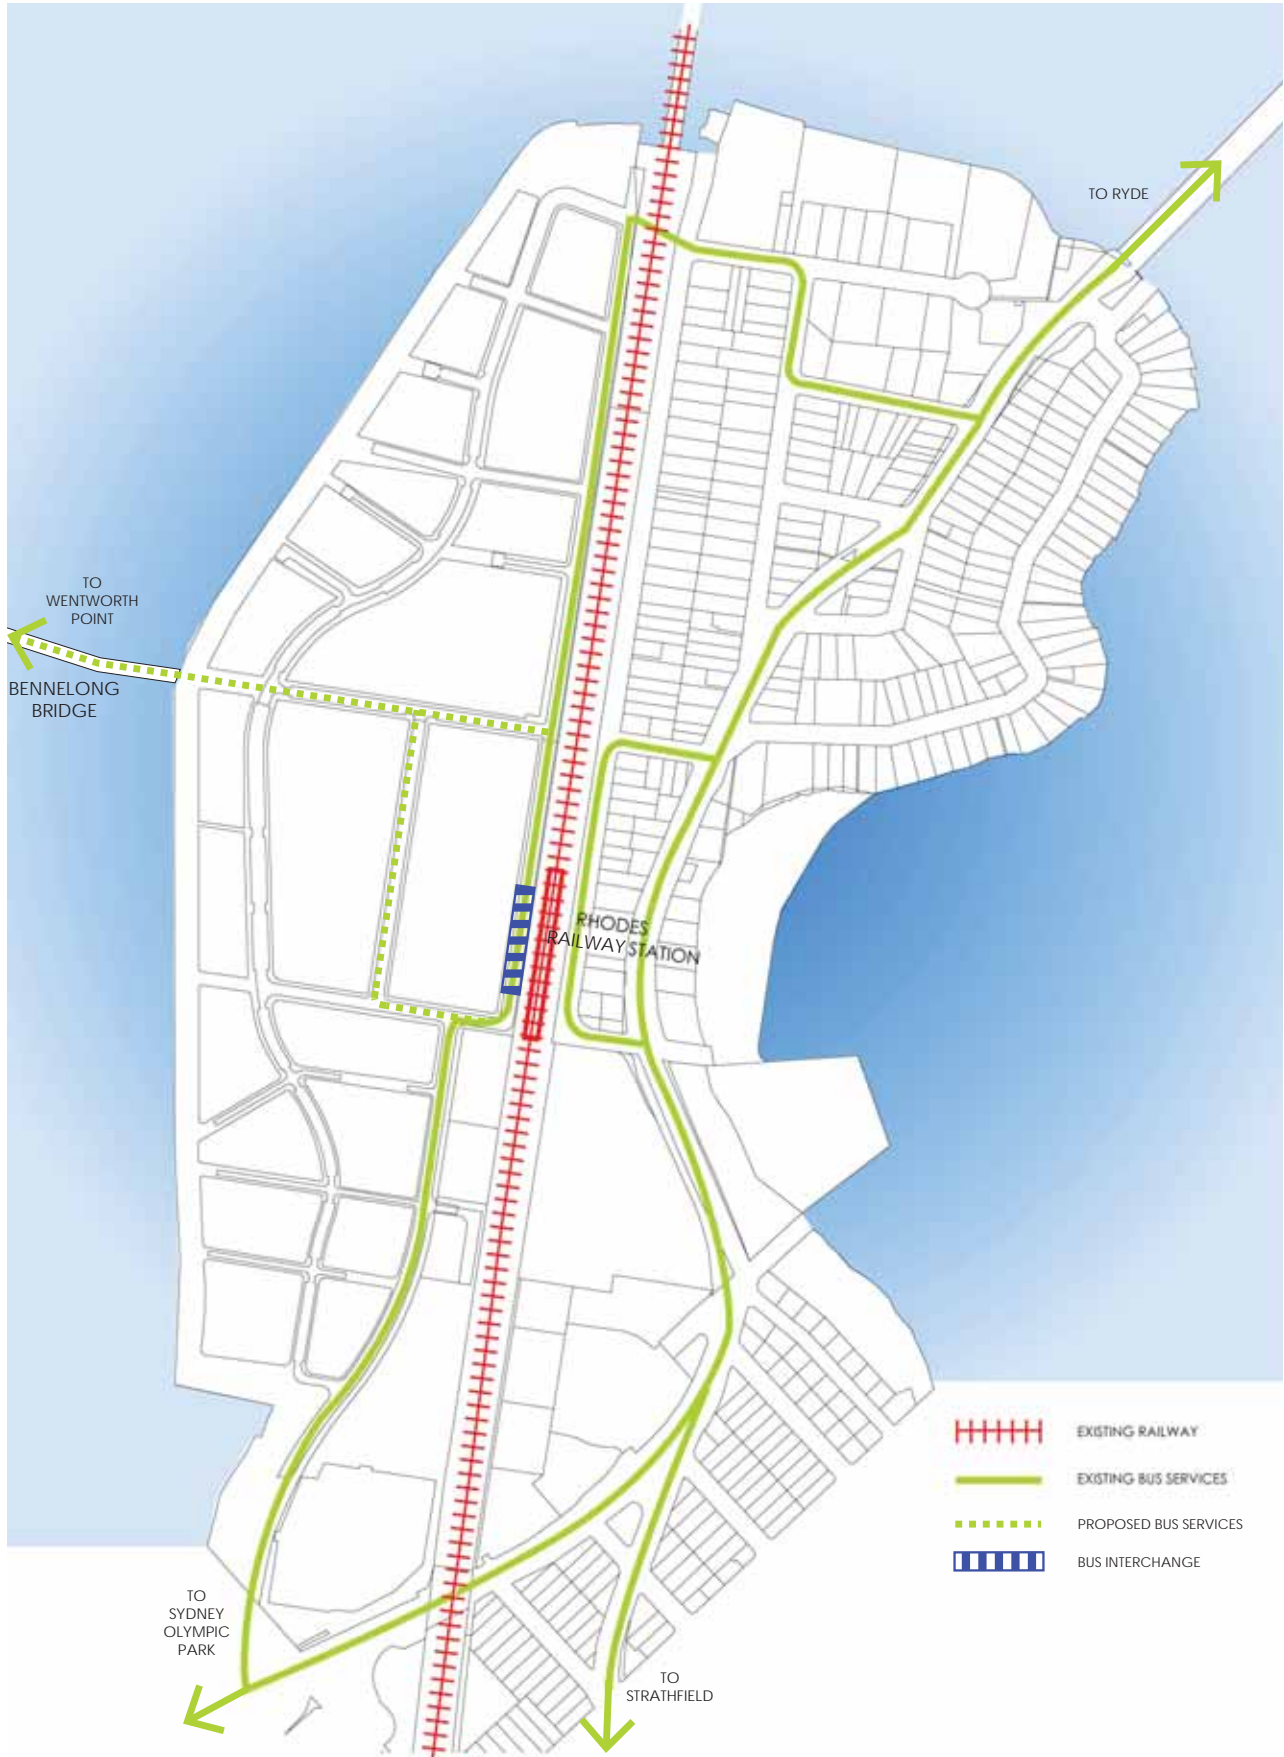 TO RYDE
TO
WENTWORTH
POINT
BENNELONG
BRIDGE
RHODES
RAILWAY STATION
EXISTING RAILWAY
EXISTING BUS SERVICES
PROPOSED BUS SERVICES
BUS INTERCHANGE
TO
SYDNEY
OLYMPIC
PARK
TO
STRATHFIELD